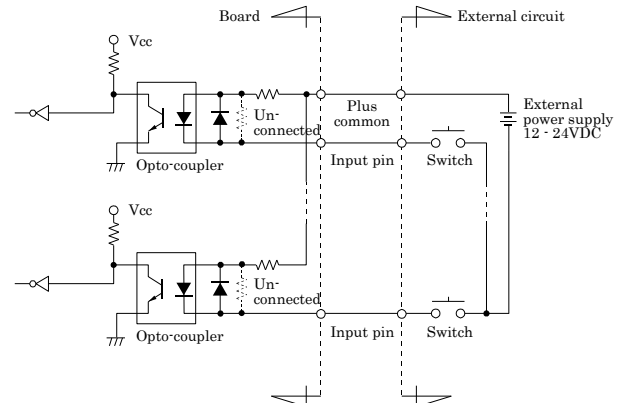 Board
External circuit
Vcc
Un-
connected
Plus
common
External
power supply
12 - 24VDC
Opto-coupler
Input pin
Switch
Vcc
Un-
connected
Opto-coupler
Input pin
Switch